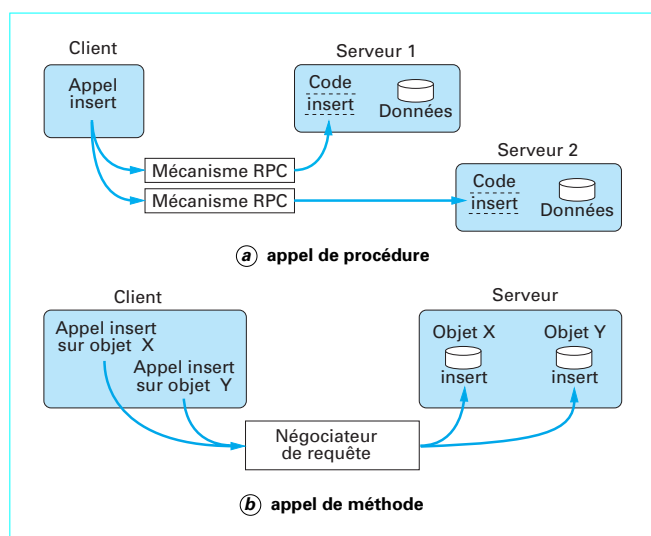 Client
Serveur 1
Appel
insert
Code
insert
Données
Mécanisme RPC
Serveur 2
Mécanisme RPC
Code
insert
Données
a appel de procédure
Client
Serveur
Appel insert
sur objet X
Appel insert
sur objet Y
Objet X
insert
Objet Y
insert
Négociateur
de requête
b appel de méthode